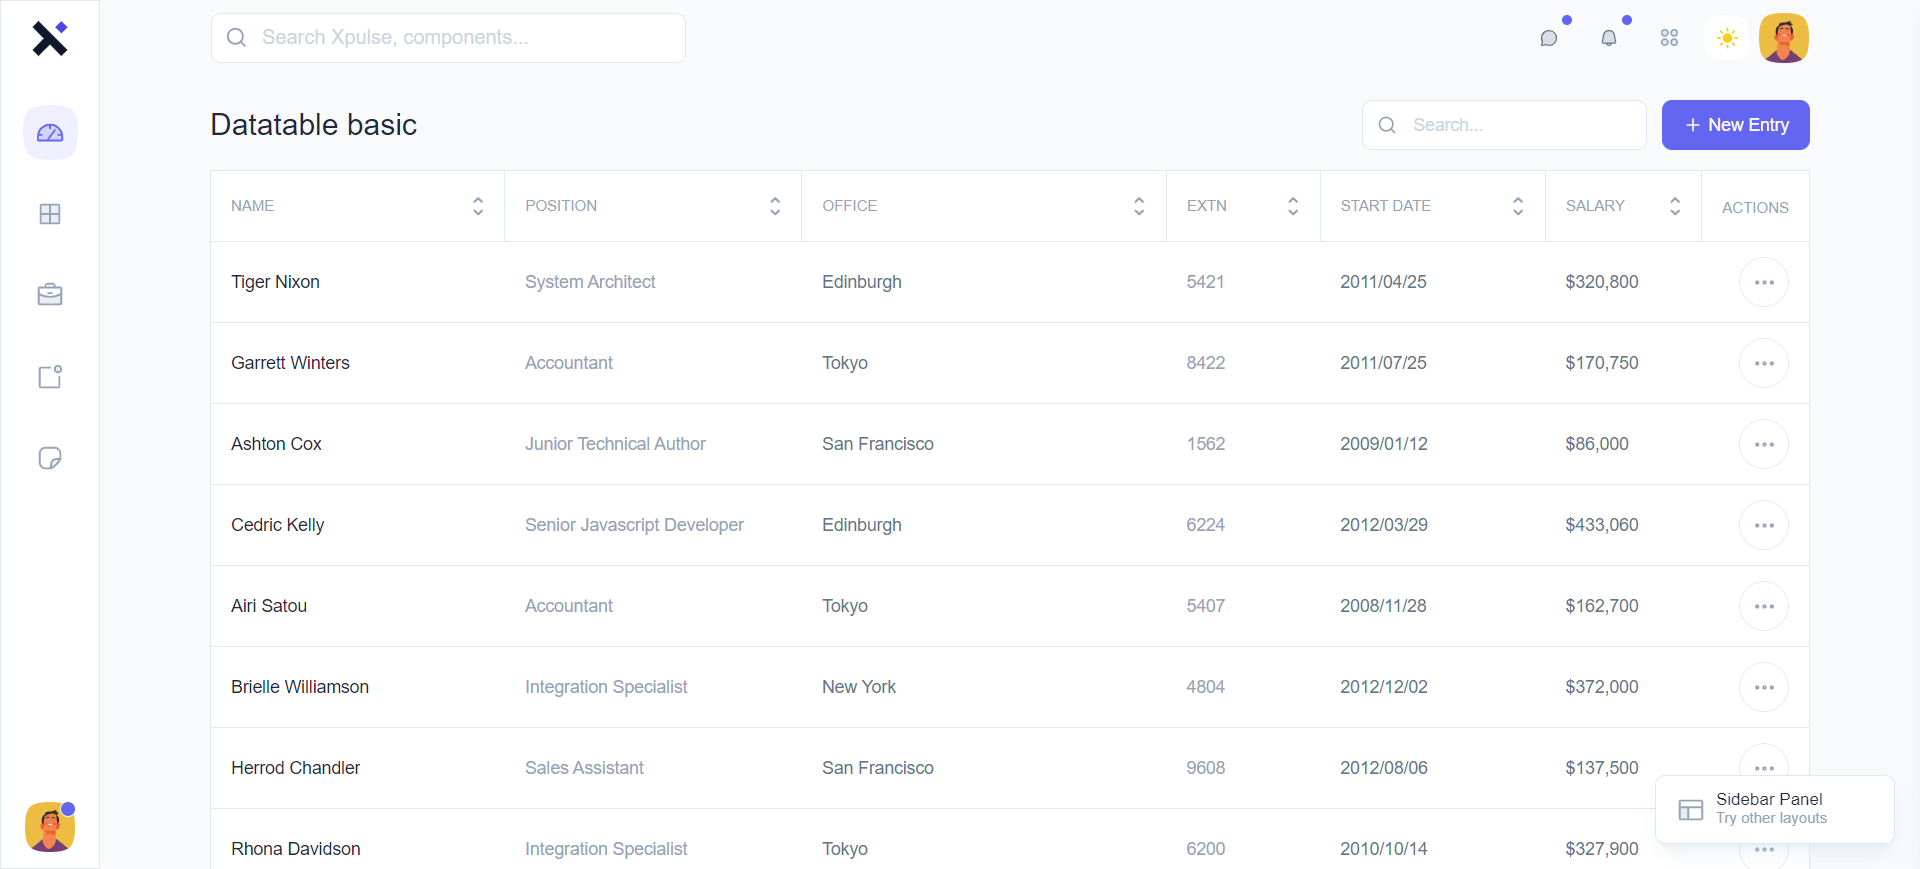 Search Xpulse, components...
Datatable basic
Search...
New Entry
NAME POSITION OFFICE EXTN START DATE SALARY ACTIONS
Tiger Nixon System Architect Edinburgh 5421 2011/04/25 $320,800
Garrett Winters Accountant Tokyo 8422 2011/07/25 $170,750
Ashton Cox Junior Technical Author San Francisco 1562 2009/01/12 $86,000
Cedric Kelly Senior Javascript Developer Edinburgh 6224 2012/03/29 $433,060
Airi Satou Accountant Tokyo 5407 2008/11/28 $162,700
Brielle Williamson Integration Specialist New York 4804 2012/12/02 $372,000
Herrod Chandler Sales Assistant San Francisco 9608 2012/08/06 $137,500
Sidebar Panel
Try other layouts
Rhona Davidson Integration Specialist Tokyo 6200 2010/10/14 $327,900